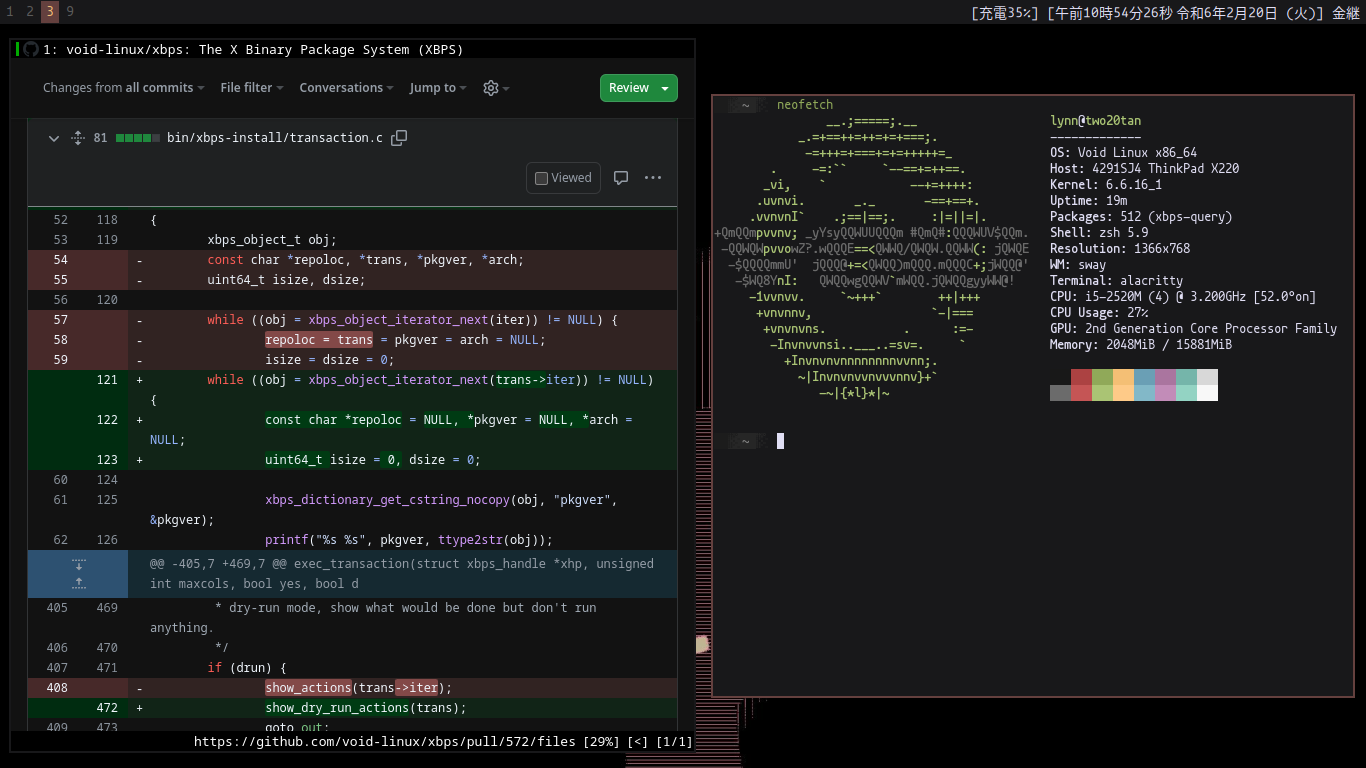 1 2 3 9
[充電35%] [午前10時54分26秒 令和6年2月20日 (火)] 金継
1: void-linux/xbps: The X Binary Package System (XBPS)
Changes from all commits File filter Conversations Jump to Review
81 bin/xbps-install/transaction.c
Viewed
52 118 {
53 119 xbps_object_t obj;
54 - const char *repoloc, *trans, *pkgver, *arch;
55 - uint64_t isize, dsize;
56 120
57 - while ((obj = xbps_object_iterator_next(iter)) != NULL) {
58 - repoloc = trans = pkgver = arch = NULL;
59 - isize = dsize = 0;
121 + while ((obj = xbps_object_iterator_next(trans->iter)) != NULL)
{
122 + const char *repoloc = NULL, *pkgver = NULL, *arch =
NULL;
123 + uint64_t isize = 0, dsize = 0;
60 124
61 125 xbps_dictionary_get_cstring_nocopy(obj, "pkgver",
&pkgver);
62 126 printf("%s %s", pkgver, ttype2str(obj));
@@ -405,7 +469,7 @@ exec_transaction(struct xbps_handle *xhp, unsigned
int maxcols, bool yes, bool d
405 469 * dry-run mode, show what would be done but don't run
anything.
406 470 */
407 471 if (drun) {
408 - show_actions(trans->iter);
472 + show_dry_run_actions(trans);
409 473 goto out;
https://github.com/void-linux/xbps/pull/572/files [29%] [<] [1/1]
~ neofetch
lynn@two20tan
-------------
OS: Void Linux x86_64
Host: 4291SJ4 ThinkPad X220
Kernel: 6.6.16_1
Uptime: 19m
Packages: 512 (xbps-query)
Shell: zsh 5.9
Resolution: 1366x768
WM: sway
Terminal: alacritty
CPU: i5-2520M (4) @ 3.200GHz [52.0°on]
CPU Usage: 27%
GPU: 2nd Generation Core Processor Family
Memory: 2048MiB / 15881MiB
~